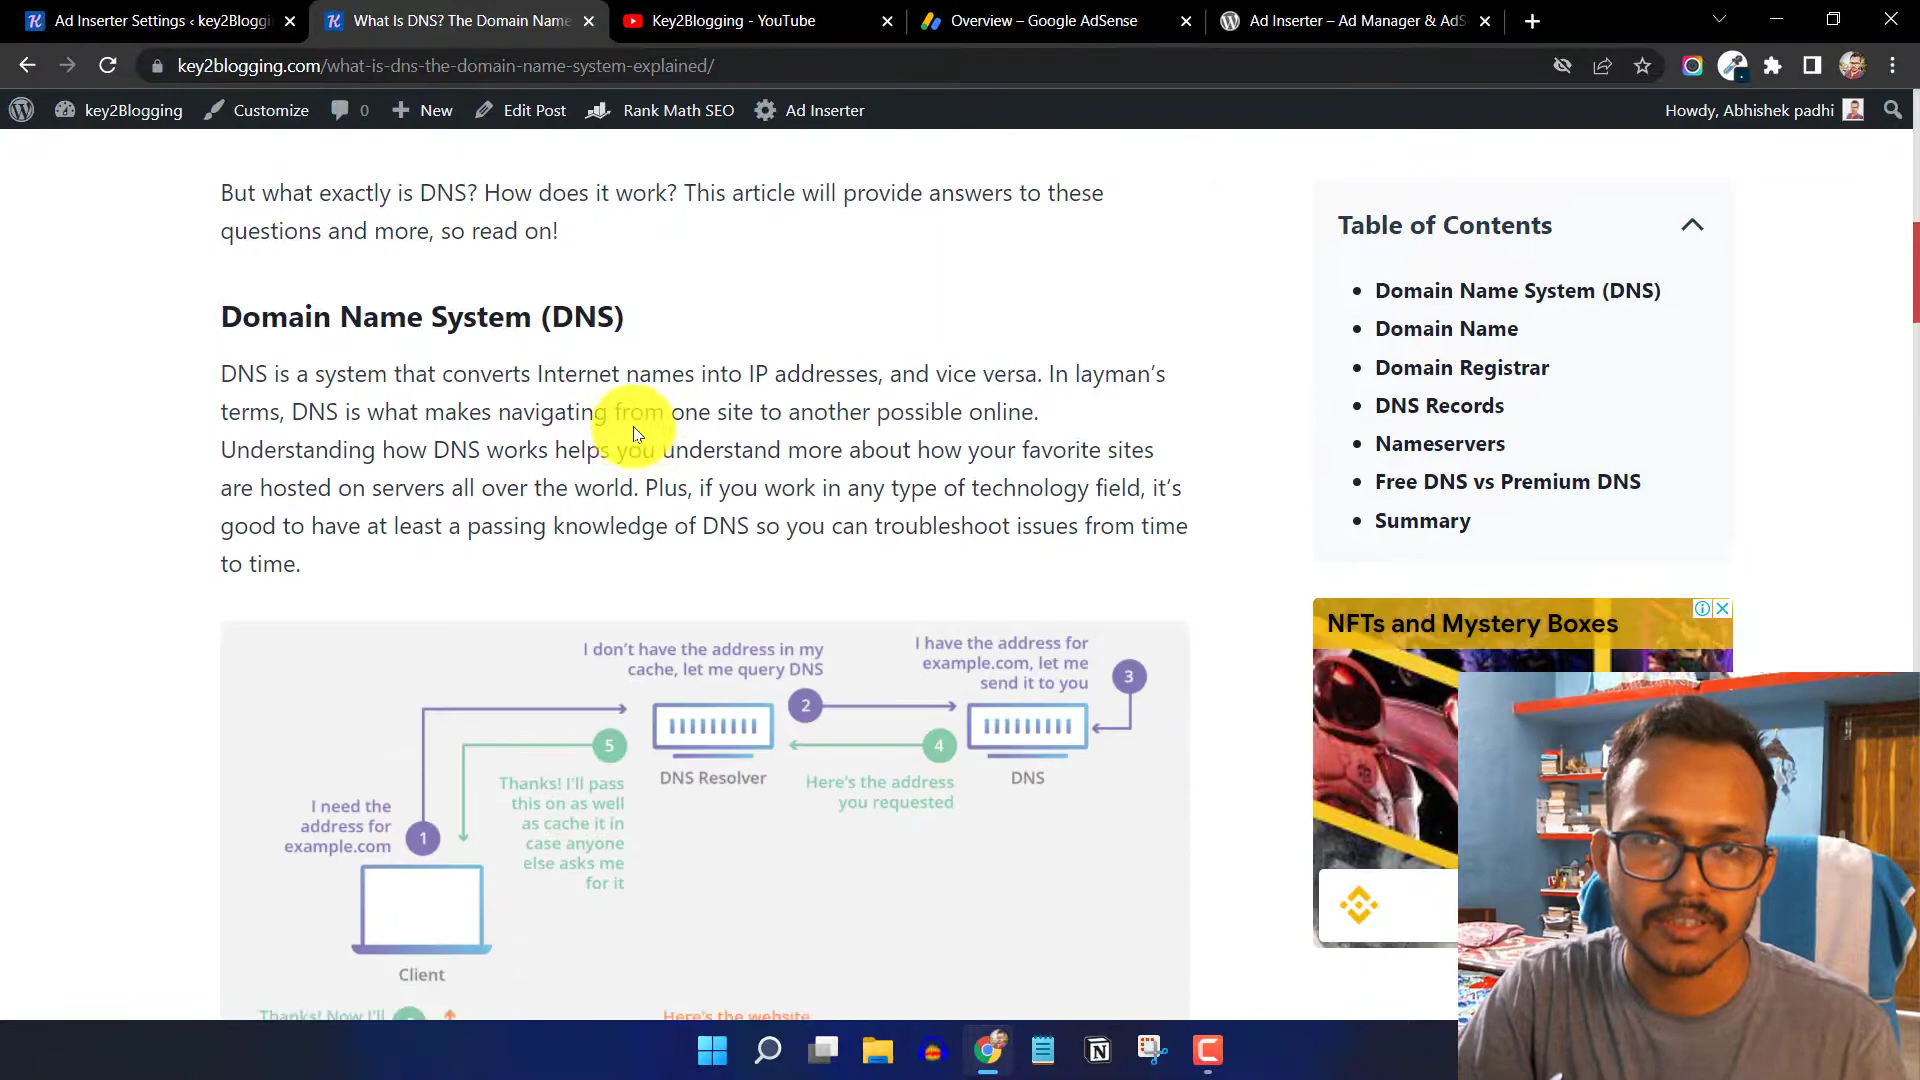 Ad Inserter Settings ‹ key2Bloggi
What Is DNS? The Domain Name
Key2Blogging - YouTube
Overview – Google AdSense
Ad Inserter – Ad Manager & AdS
key2blogging.com/what-is-dns-the-domain-name-system-explained/
key2Blogging
Customize
0
New
Edit Post
Rank Math SEO
Ad Inserter
Howdy, Abhishek padhi
But what exactly is DNS? How does it work? This article will provide answers to these
questions and more, so read on!
Domain Name System (DNS)
DNS is a system that converts Internet names into IP addresses, and vice versa. In layman’s
terms, DNS is what makes navigating from one site to another possible online.
Understanding how DNS works helps you understand more about how your favorite sites
are hosted on servers all over the world. Plus, if you work in any type of technology field, it’s
good to have at least a passing knowledge of DNS so you can troubleshoot issues from time
to time.
I don’t have the address in my
cache, let me query DNS
I have the address for
example.com, let me
send it to you
3
2
5
4
DNS Resolver
DNS
Thanks! I’ll pass
this on as well
as cache it in
case anyone
else asks me
for it
Here’s the address
you requested
I need the
address for
example.com
1
Client
Thanks! Now I’ll
Here’s the website
Table of Contents
Domain Name System (DNS)
Domain Name
Domain Registrar
DNS Records
Nameservers
Free DNS vs Premium DNS
Summary
NFTs and Mystery Boxes